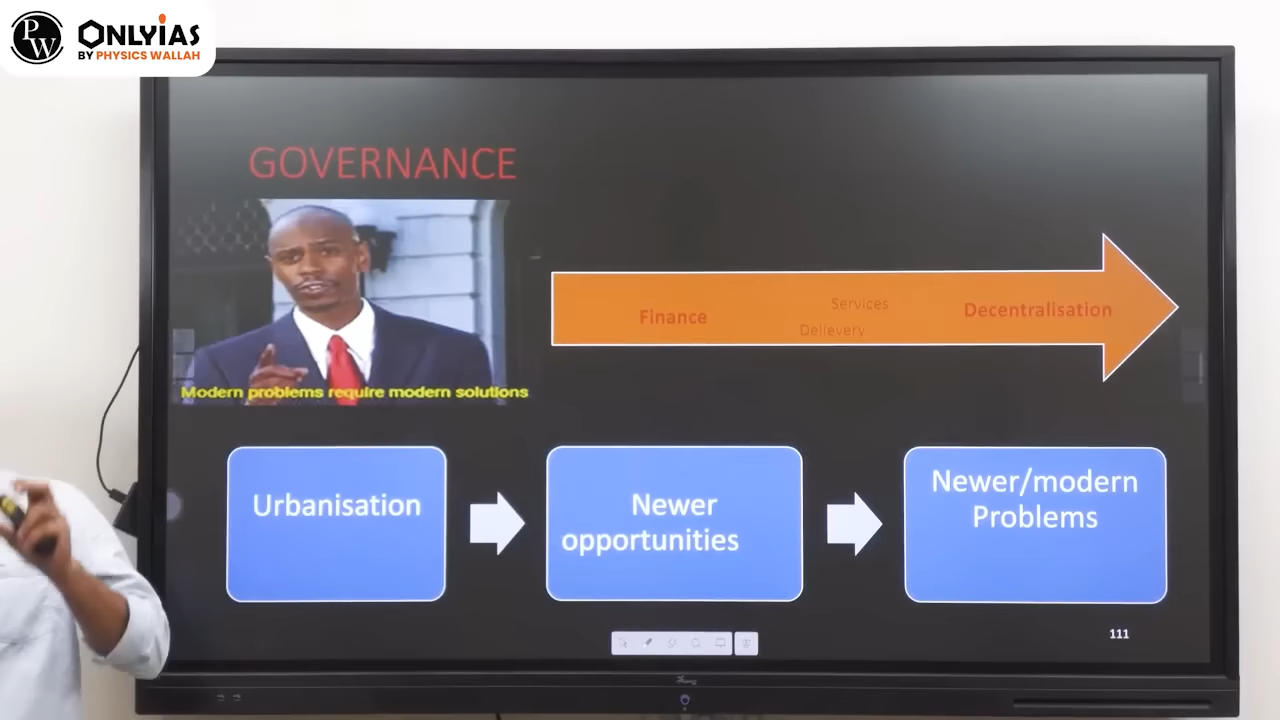 PW
ONLYIAS
BY PHYSICS WALLAH
GOVERNANCE
Modern problems require modern solutions
Finance
Services
Delievery
Decentralisation
Urbanisation
Newer
opportunities
Newer/modern
Problems
111